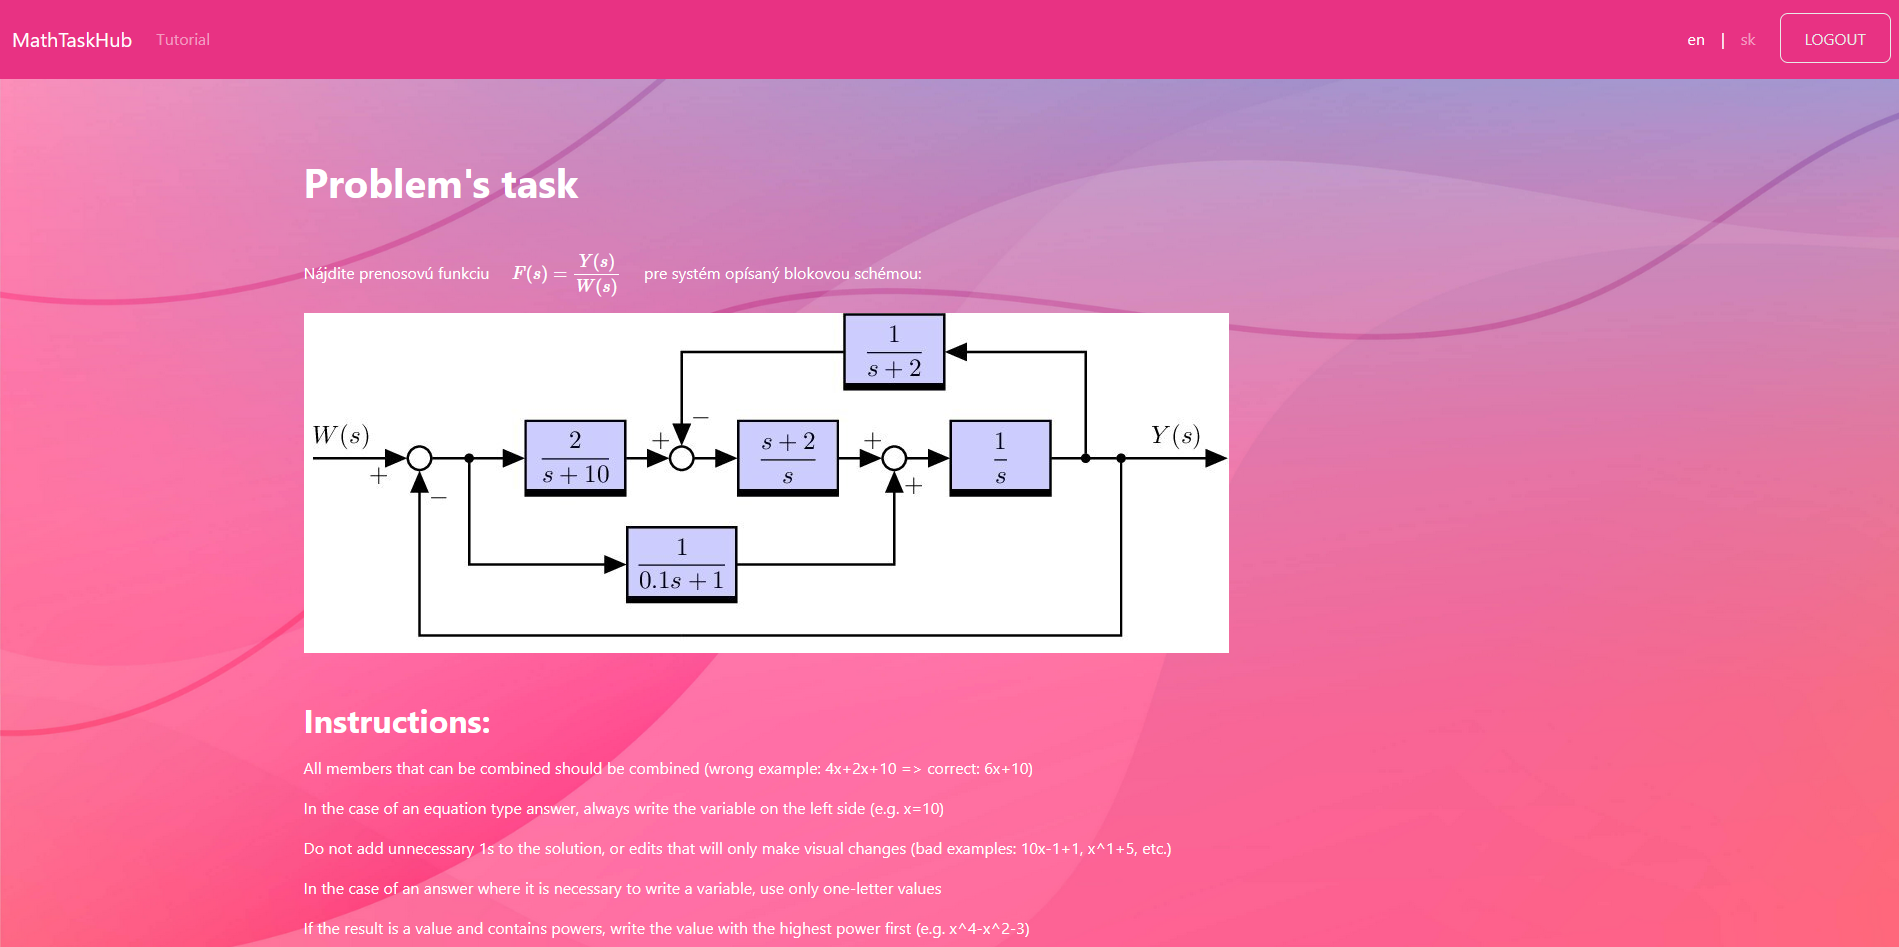 MathTaskHub Tutorial en | sk LOGOUT
Problem's task
Nájdite prenosovú funkciu F(s) = Y(s)/W(s) pre systém opísaný blokovou schémou:
1/(s + 2)
−
W(s) + 2/(s + 10) + (s + 2)/s + 1/s Y(s)
− +
1/(0.1s + 1)
Instructions:
All members that can be combined should be combined (wrong example: 4x+2x+10 => correct: 6x+10)
In the case of an equation type answer, always write the variable on the left side (e.g. x=10)
Do not add unnecessary 1s to the solution, or edits that will only make visual changes (bad examples: 10x-1+1, x^1+5, etc.)
In the case of an answer where it is necessary to write a variable, use only one-letter values
If the result is a value and contains powers, write the value with the highest power first (e.g. x^4-x^2-3)